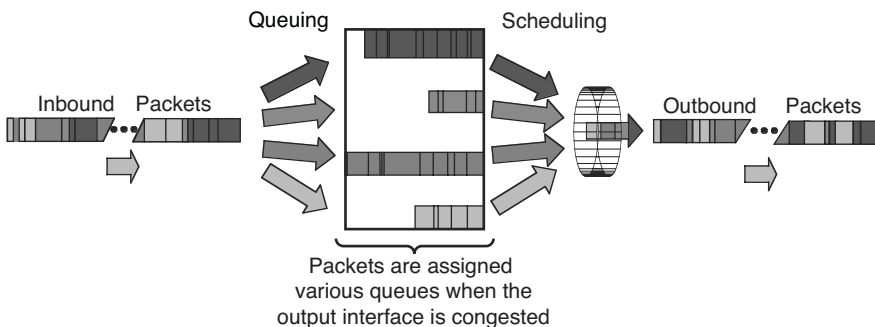 Queuing
Scheduling
Inbound Packets
Outbound Packets
Packets are assigned
various queues when the
output interface is congested